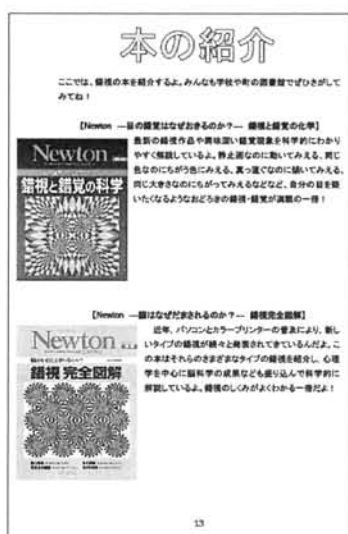 本の紹介
ここでは、錯視の本を紹介するよ。みんなも学校や町の図書館でぜひさがして
みてね！
【Newton ―目の錯覚はなぜおきるのか？― 錯視と錯覚の化学】
最新の錯視作品や興味深い錯覚現象を科学的にわかり
やすく解説しているよ。静止画なのに動いてみえる、同じ
色なのにちがう色にみえる、真っ直ぐなのに傾いてみえる、
同じ大きさなのにちがってみえるなどなど、自分の目を疑
いたくなるようなおどろきの錯視・錯覚が満載の一冊！
Newton
錯視と錯覚の科学
【Newton ―脳はなぜだまされるのか？― 錯視完全図解】
近年、パソコンとカラープリンターの普及により、新し
いタイプの錯視が続々と発表されてきているんだよ。こ
の本はそれらのさまざまなタイプの錯視を紹介し、心理
学を中心に脳科学の成果なども盛り込んで科学的に
解説しているよ。錯視のしくみがよくわかる一冊だよ！
Newton
錯視 完全図解
13